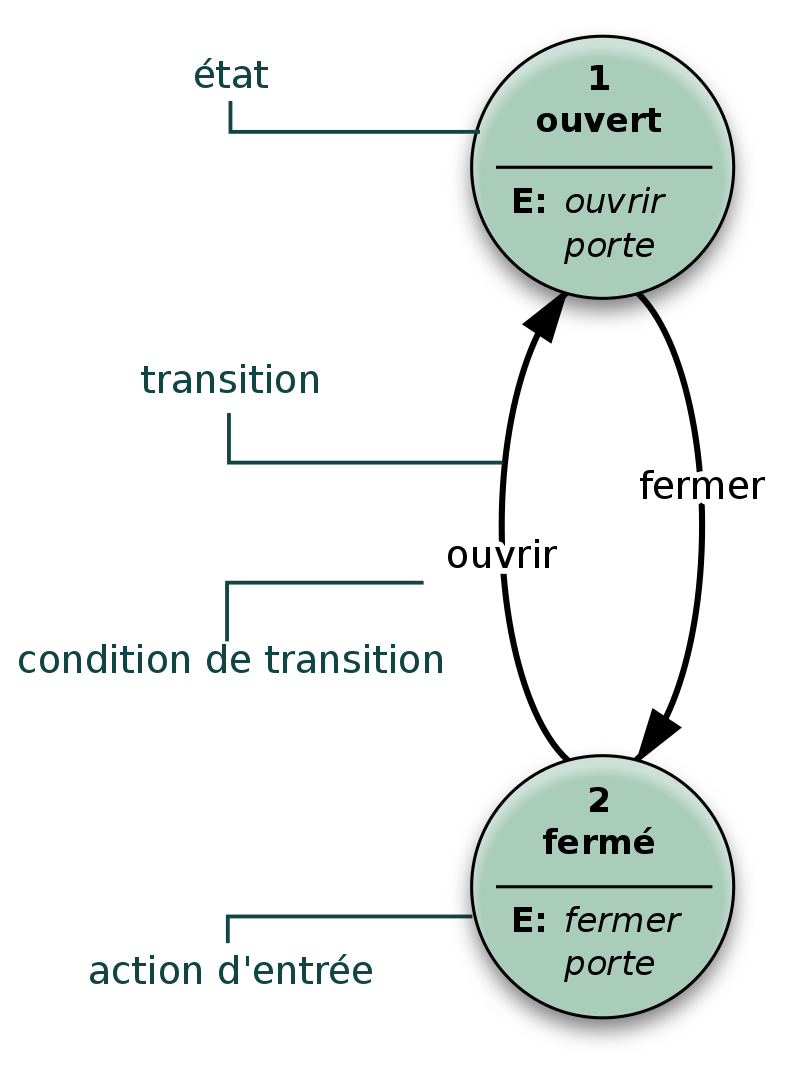 état
1
ouvert
E: ouvrir
porte
transition
fermer
ouvrir
condition de transition
2
fermé
E: fermer
porte
action d'entrée